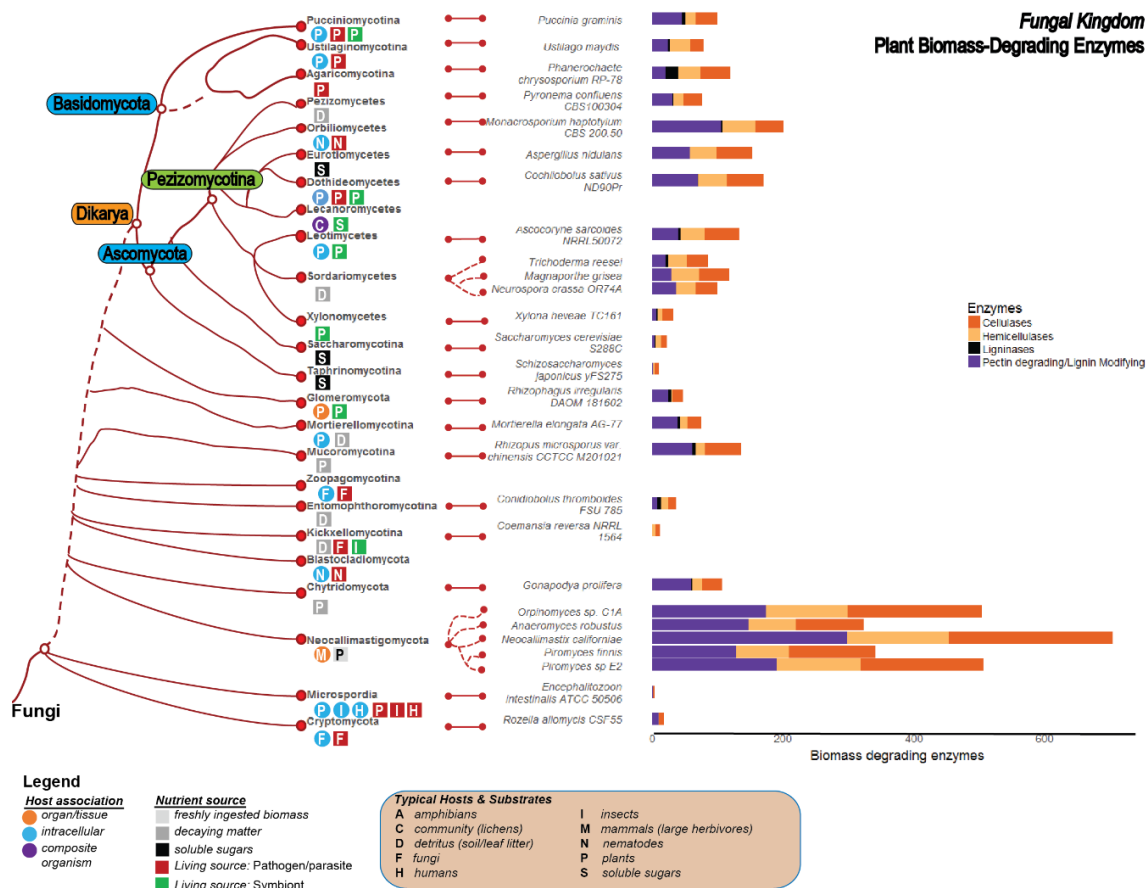 Fungal Kingdom
Plant Biomass-Degrading Enzymes
Pucciniomycotina
P P P
Puccinia graminis
Ustilaginomycotina
P P
Ustilago maydis
Agaricomycotina
P
Phanerochaete
chrysosporium RP-78
Basidomycota
Pezizomycetes
D
Pyronema confluens
CBS100304
Orbiliomycetes
N N
Monacrosporium haptotylium
CBS 200.50
Eurotiomycetes
S
Aspergillus nidulans
Pezizomycotina
Dothideomycetes
P P P
Cochliobolus sativus
ND90Pr
Lecanoromycetes
C S
Dikarya
Leotimycetes
P P
Ascocoryne sarcoides
NRRL50072
Ascomycota
Sordariomycetes
D
Trichoderma reesei
Magnaporthe grisea
Neurospora crassa OR74A
Xylonomycetes
P
Xylona heveae TC161
Saccharomycotina
S
Saccharomyces cerevisiae
S288C
Taphrinomycotina
S
Schizosaccharomyces
japonicus yFS275
Glomeromycota
P P
Rhizophagus irregularis
DAOM 181602
Mortierellomycotina
P D
Mortierella elongata AG-77
Mucoromycotina
P
Rhizopus microsporus var.
chinensis CCTCC M201021
Zoopagomycotina
F F
Entomophthoromycotina
D
Conidiobolus thromboides
FSU 785
Kickxellomycotina
D F I
Coemansia reversa NRRL
1564
Blastocladiomycota
N N
Chytridomycota
P
Gonapodya prolifera
Neocallimastigomycota
M P
Orpinomyces sp. C1A
Anaeromyces robustus
Neocallimastix californiae
Piromyces finnis
Piromyces sp E2
Microspordia
P I H P I H
Encephalitozoon
intestinalis ATCC 50506
Cryptomycota
F F
Rozella allomycis CSF55
Fungi
Enzymes
Cellulases
Hemicellulases
Ligninases
Pectin degrading/Lignin Modifying
0 200 400 600
Biomass degrading enzymes
Legend
Host association
organ/tissue
intracellular
composite
organism
Nutrient source
freshly ingested biomass
decaying matter
soluble sugars
Living source: Pathogen/parasite
Living source: Symbiont
Typical Hosts & Substrates
A amphibians
C community (lichens)
D detritus (soil/leaf litter)
F fungi
H humans
I insects
M mammals (large herbivores)
N nematodes
P plants
S soluble sugars